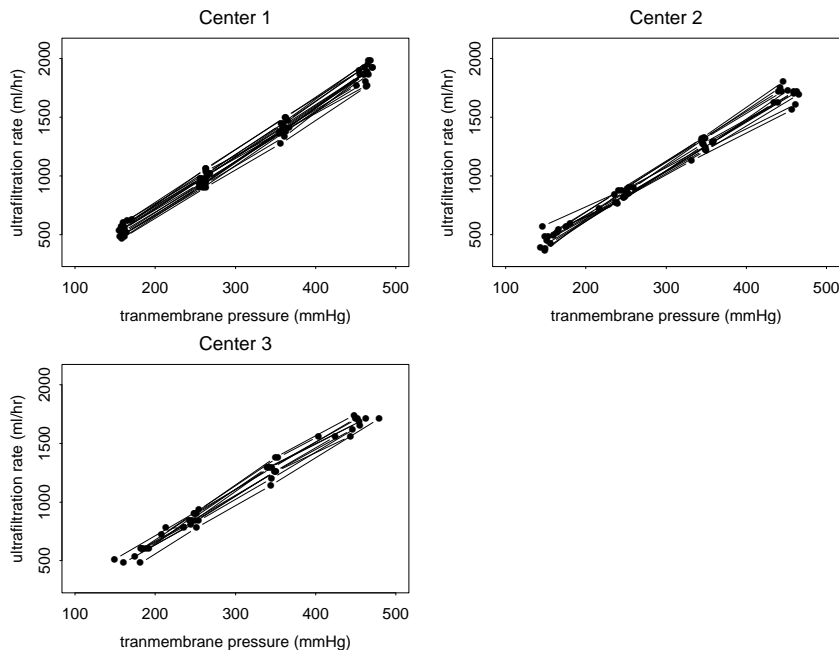 Center 1
ultrafiltration rate (ml/hr)
2000
1500
1000
500
100 200 300 400 500
tranmembrane pressure (mmHg)
Center 2
ultrafiltration rate (ml/hr)
2000
1500
1000
500
100 200 300 400 500
tranmembrane pressure (mmHg)
Center 3
ultrafiltration rate (ml/hr)
2000
1500
1000
500
100 200 300 400 500
tranmembrane pressure (mmHg)